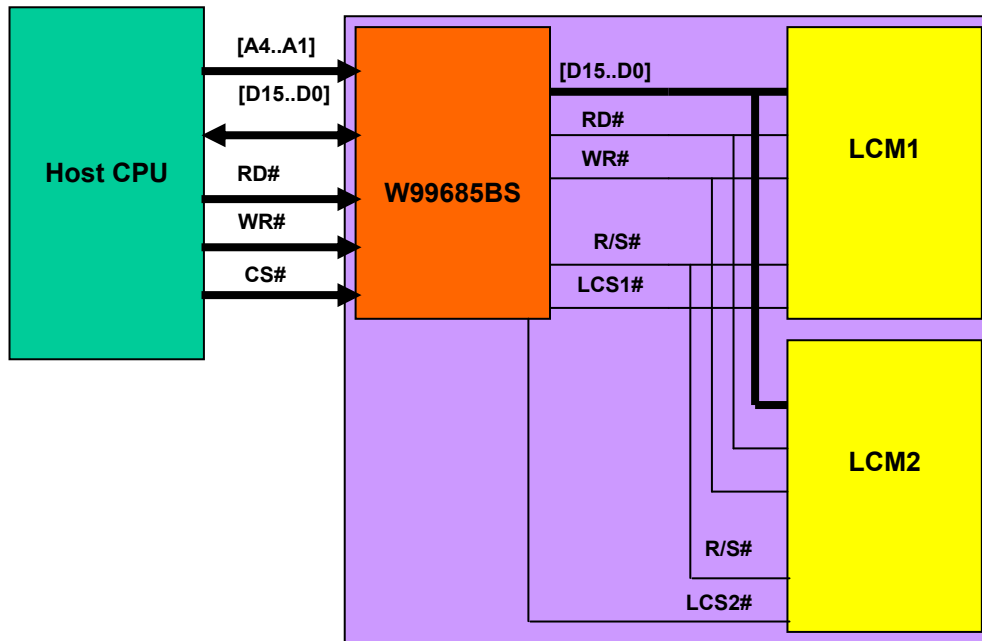 Host CPU
[A4..A1]
[D15..D0]
RD#
WR#
CS#
W99685BS
[D15..D0]
RD#
WR#
R/S#
LCS1#
LCM1
LCM2
R/S#
LCS2#